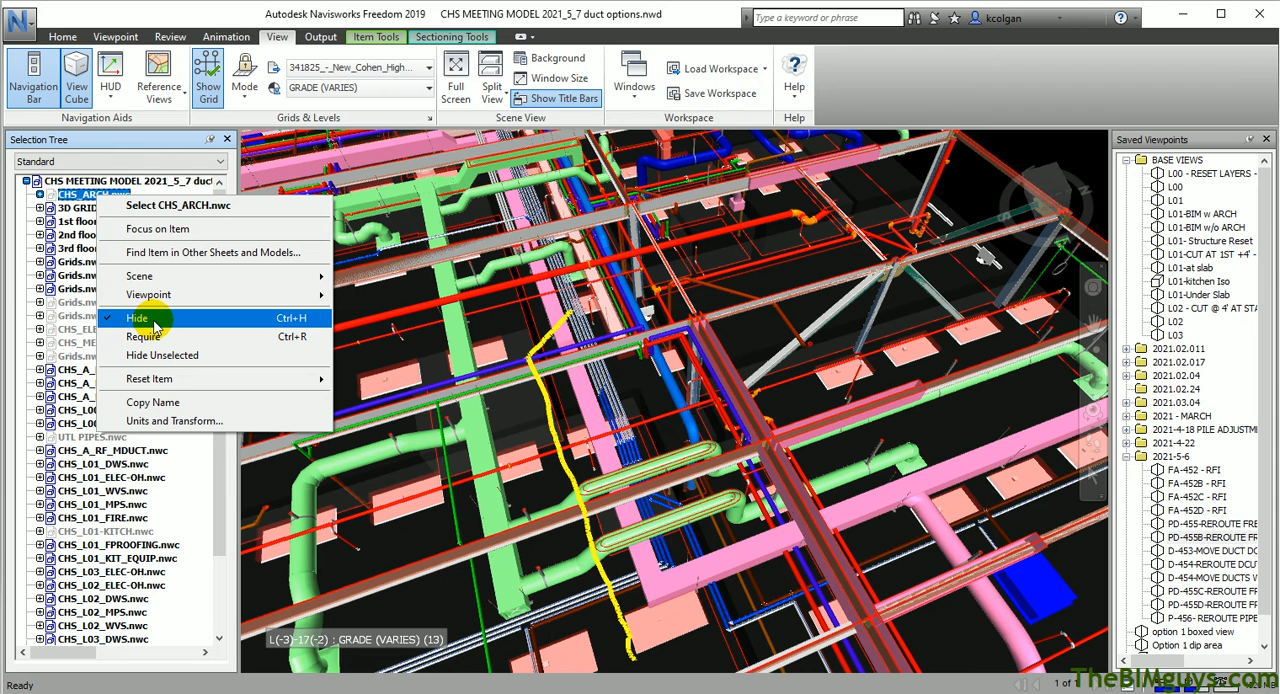 Autodesk Navisworks Freedom 2019 CHS MEETING MODEL 2021_5_7 duct options.nwd
Type a keyword or phrase
kcolgan
Home Viewpoint Review Animation View Output Item Tools Sectioning Tools
Navigation Bar
View Cube
HUD
Reference Views
Navigation Aids
Show Grid
Mode
341825_-_New_Cohen_High...
GRADE (VARIES)
Grids & Levels
Full Screen
Split View
Background
Window Size
Show Title Bars
Scene View
Windows
Load Workspace
Save Workspace
Workspace
Help
Help
Selection Tree
Standard
CHS MEETING MODEL 2021_5_7 duct
CHS_ARCH.nwc
3D GRID
1st floor
2nd floor
3rd floor
Grids.nw
Grids.nw
Grids.nw
Grids.nw
CHS_ELE
CHS_ME
Grids.nw
CHS_A_
CHS_A_
CHS_A_
CHS_A_
CHS_L00
UTL PIPES.nwc
CHS_A_RF_MDUCT.nwc
CHS_L01_DWS.nwc
CHS_L01_ELEC-OH.nwc
CHS_L01_WVS.nwc
CHS_L01_MPS.nwc
CHS_L01_FIRE.nwc
CHS_L01-KITCH.nwc
CHS_L01_FPROOFING.nwc
CHS_L01_KIT_EQUIP.nwc
CHS_L03_ELEC-OH.nwc
CHS_L02_ELEC-OH.nwc
CHS_L02_DWS.nwc
CHS_L02_MPS.nwc
CHS_L02_WVS.nwc
CHS_L03_DWS.nwc
Select CHS_ARCH.nwc
Focus on Item
Find Item in Other Sheets and Models...
Scene
Viewpoint
Hide Ctrl+H
Require Ctrl+R
Hide Unselected
Reset Item
Copy Name
Units and Transform...
L(-3)-17(-2) : GRADE (VARIES) (13)
Saved Viewpoints
BASE VIEWS
L00 - RESET LAYERS -
L00
L01
L01-BIM w ARCH
L01-BIM w/o ARCH
L01- Structure Reset
L01-CUT AT 1ST +4'
L01-at slab
L01-kitchen Iso
L01-Under Slab
L02 - CUT @ 4' AT STA
L02
L03
2021.02.011
2021.02.017
2021.02.04
2021.02.24
2021.03.04
2021 - MARCH
2021-4-18 PILE ADJUSTM
2021-4-22
2021-5-6
FA-452 - RFI
FA-452B - RFI
FA-452C - RFI
FA-452D - RFI
PD-455-REROUTE FR
PD-455B-REROUTE F
D-453-MOVE DUCT D
D-454-REROUTE DCU
D-454-MOVE DUCTS W
PD-455C-REROUTE F
PD-455D-REROUTE F
P-456 - REROUTE FR
option 1 boxed view
Option 1 dip area
Ready
1 of 1
TheBIMguys.com